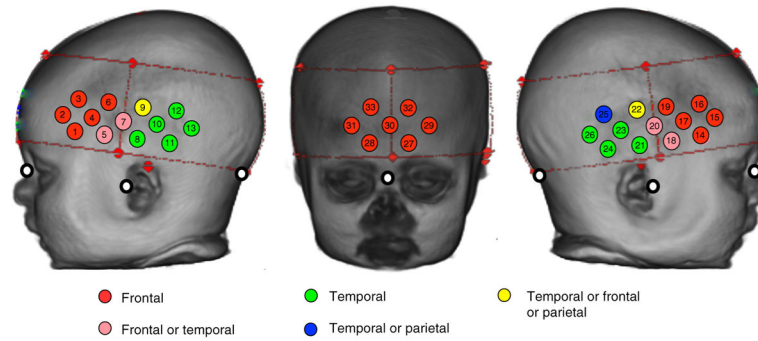 3 6 9 12
2 4 7 10 13
1 5 8 11
33 32
31 30 29
28 27
25 22 19 16
26 23 20 17 15
24 21 18 14
Frontal
Temporal
Temporal or frontal
or parietal
Frontal or temporal
Temporal or parietal